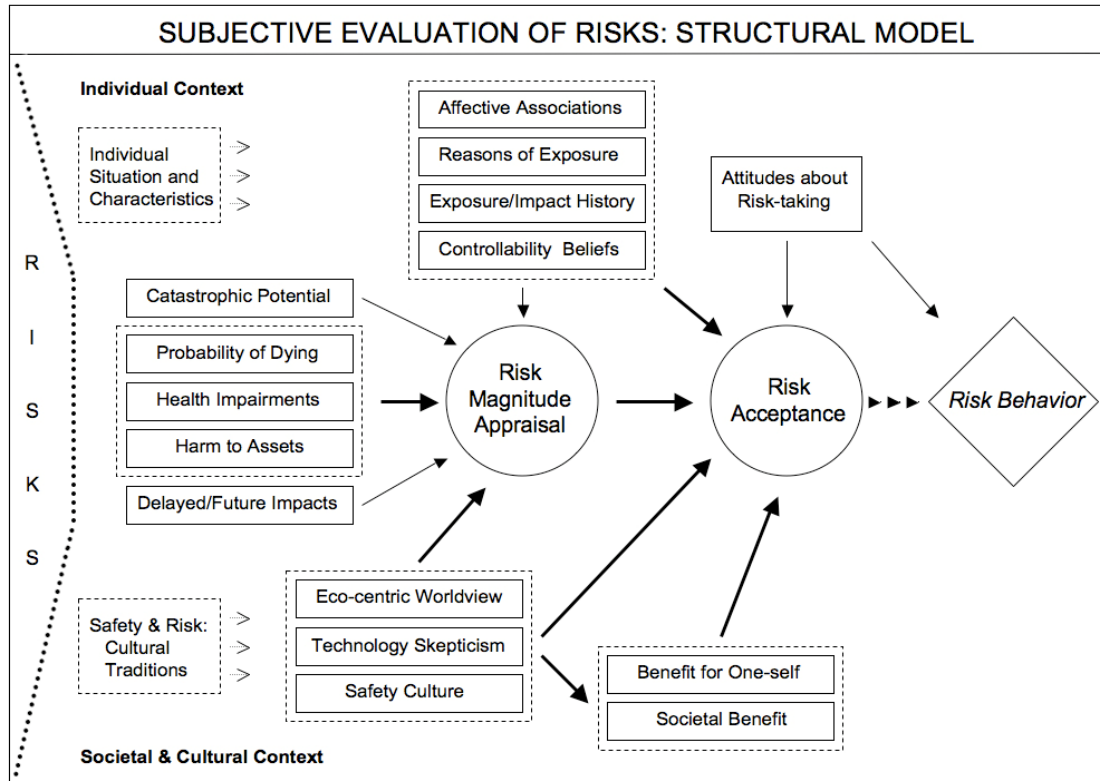 SUBJECTIVE EVALUATION OF RISKS: STRUCTURAL MODEL
Individual Context
Individual
Situation and
Characteristics
Affective Associations
Reasons of Exposure
Exposure/Impact History
Controllability Beliefs
Attitudes about
Risk-taking
R
I
S
K
S
Catastrophic Potential
Probability of Dying
Health Impairments
Harm to Assets
Delayed/Future Impacts
Risk
Magnitude
Appraisal
Risk
Acceptance
Risk Behavior
Safety & Risk:
Cultural
Traditions
Eco-centric Worldview
Technology Skepticism
Safety Culture
Benefit for One-self
Societal Benefit
Societal & Cultural Context